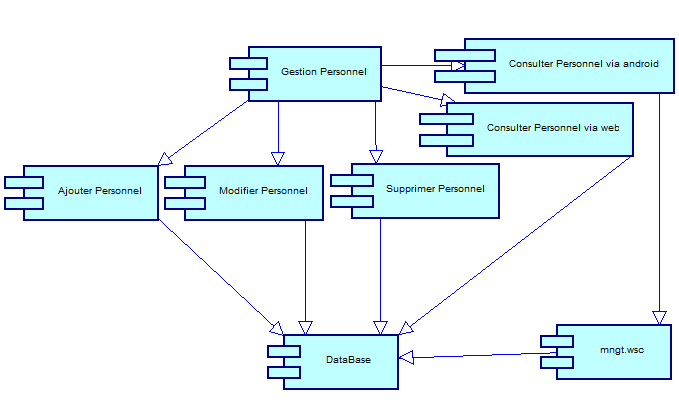 Consulter Personnel via android
Gestion Personnel
Consulter Personnel via web
Ajouter Personnel
Modifier Personnel
Supprimer Personnel
DataBase
mngt.wsc